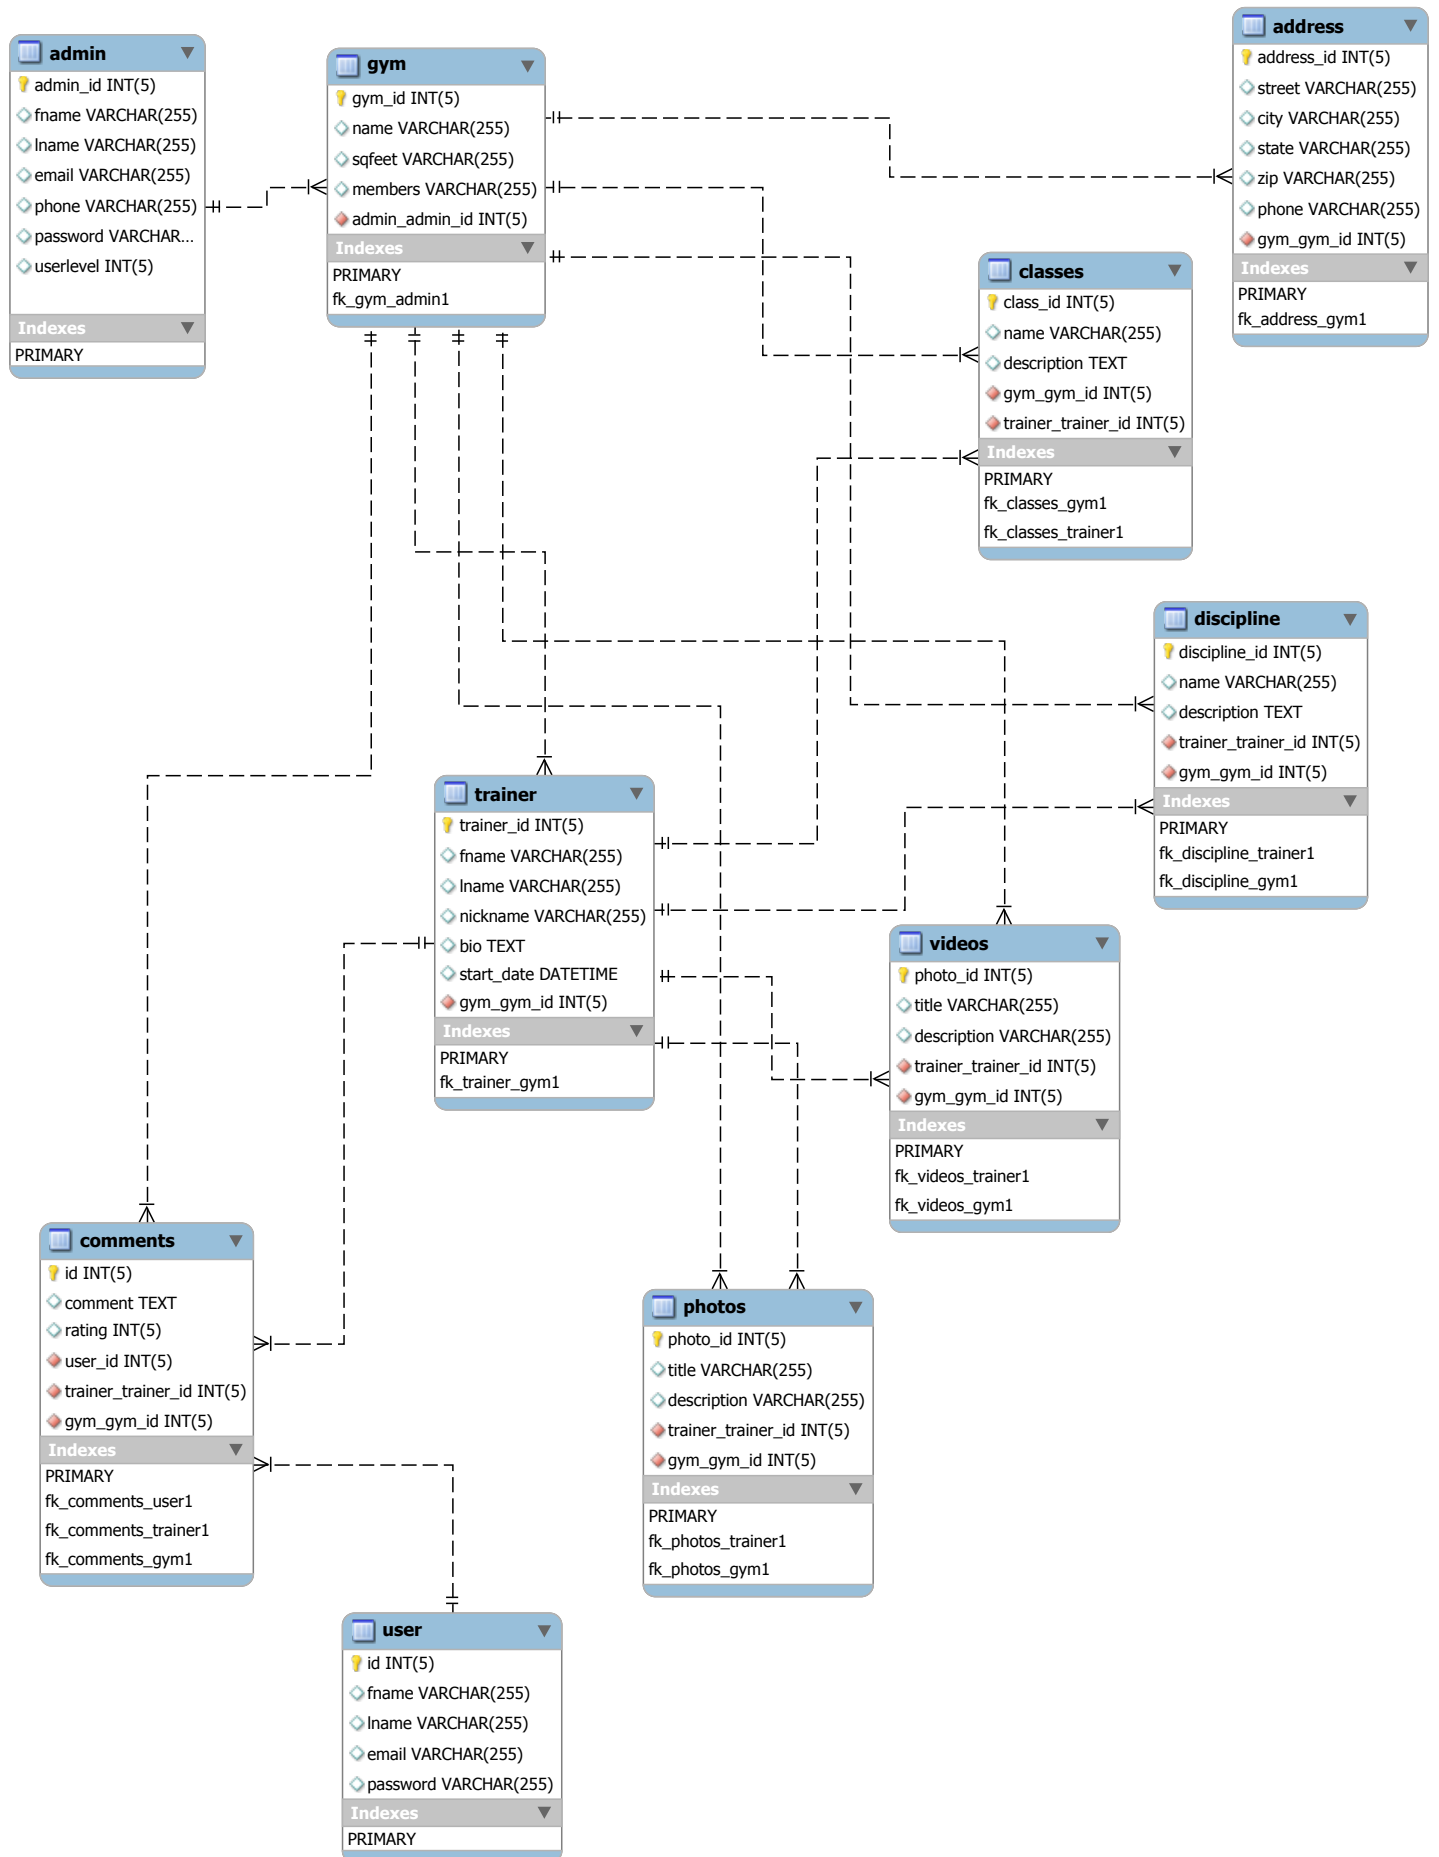 admin
admin_id INT(5)
fname VARCHAR(255)
lname VARCHAR(255)
email VARCHAR(255)
phone VARCHAR(255)
password VARCHAR...
userlevel INT(5)
Indexes
PRIMARY
gym
gym_id INT(5)
name VARCHAR(255)
sqfeet VARCHAR(255)
members VARCHAR(255)
admin_admin_id INT(5)
Indexes
PRIMARY
fk_gym_admin1
address
address_id INT(5)
street VARCHAR(255)
city VARCHAR(255)
state VARCHAR(255)
zip VARCHAR(255)
phone VARCHAR(255)
gym_gym_id INT(5)
Indexes
PRIMARY
fk_address_gym1
classes
class_id INT(5)
name VARCHAR(255)
description TEXT
gym_gym_id INT(5)
trainer_trainer_id INT(5)
Indexes
PRIMARY
fk_classes_gym1
fk_classes_trainer1
discipline
discipline_id INT(5)
name VARCHAR(255)
description TEXT
trainer_trainer_id INT(5)
gym_gym_id INT(5)
Indexes
PRIMARY
fk_discipline_trainer1
fk_discipline_gym1
trainer
trainer_id INT(5)
fname VARCHAR(255)
lname VARCHAR(255)
nickname VARCHAR(255)
bio TEXT
start_date DATETIME
gym_gym_id INT(5)
Indexes
PRIMARY
fk_trainer_gym1
videos
photo_id INT(5)
title VARCHAR(255)
description VARCHAR(255)
trainer_trainer_id INT(5)
gym_gym_id INT(5)
Indexes
PRIMARY
fk_videos_trainer1
fk_videos_gym1
comments
id INT(5)
comment TEXT
rating INT(5)
user_id INT(5)
trainer_trainer_id INT(5)
gym_gym_id INT(5)
Indexes
PRIMARY
fk_comments_user1
fk_comments_trainer1
fk_comments_gym1
photos
photo_id INT(5)
title VARCHAR(255)
description VARCHAR(255)
trainer_trainer_id INT(5)
gym_gym_id INT(5)
Indexes
PRIMARY
fk_photos_trainer1
fk_photos_gym1
user
id INT(5)
fname VARCHAR(255)
lname VARCHAR(255)
email VARCHAR(255)
password VARCHAR(255)
Indexes
PRIMARY